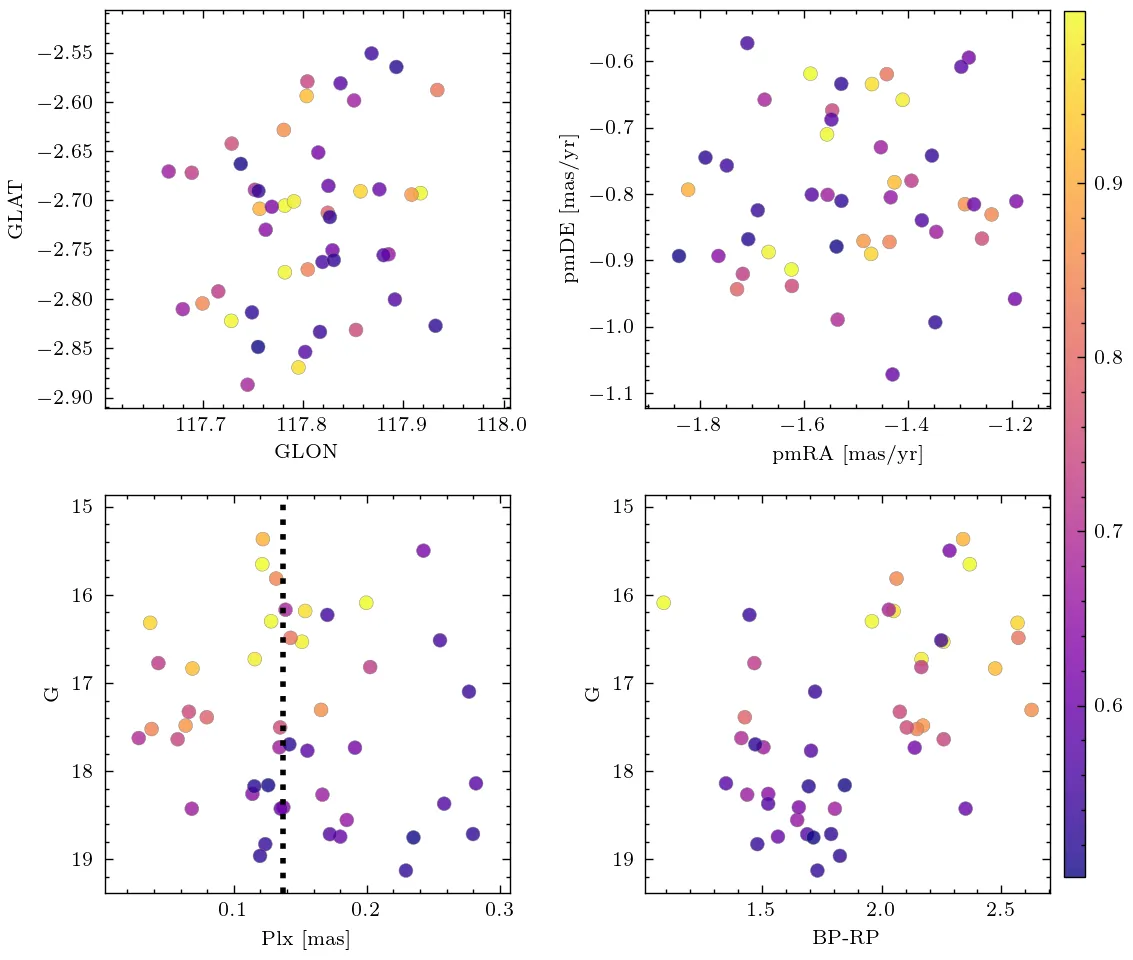 −2.55
−2.60
−2.65
−2.70
−2.75
−2.80
−2.85
−2.90
GLAT
117.7 117.8 117.9 118.0
GLON
−0.6
−0.7
−0.8
−0.9
−1.0
−1.1
pmDE [mas/yr]
−1.8 −1.6 −1.4 −1.2
pmRA [mas/yr]
0.9
0.8
0.7
0.6
15
16
17
18
19
G
0.1 0.2 0.3
Plx [mas]
15
16
17
18
19
G
1.5 2.0 2.5
BP-RP